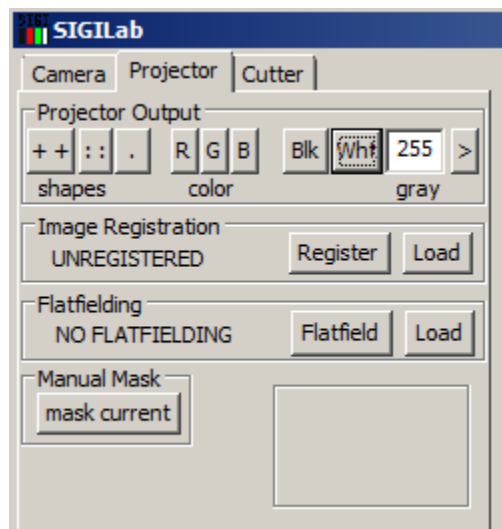 SIGI SIGILab
Camera Projector Cutter
Projector Output
+ + : : . R G B Blk Wht 255 >
shapes color gray
Image Registration
UNREGISTERED Register Load
Flatfielding
NO FLATFIELDING Flatfield Load
Manual Mask
mask current